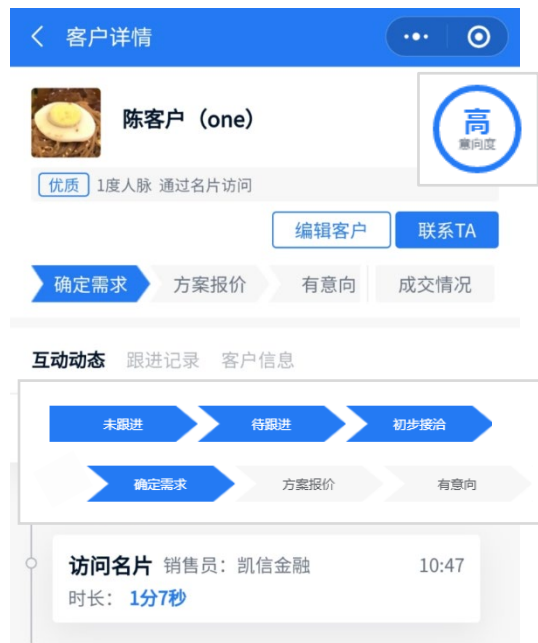 客户详情
陈客户（one）
高
意向度
优质 1度人脉 通过名片访问
编辑客户 联系TA
确定需求 方案报价 有意向 成交情况
互动动态 跟进记录 客户信息
未跟进 待跟进 初步接洽
确定需求 方案报价 有意向
访问名片 销售员：凯信金融 10:47
时长： 1分7秒